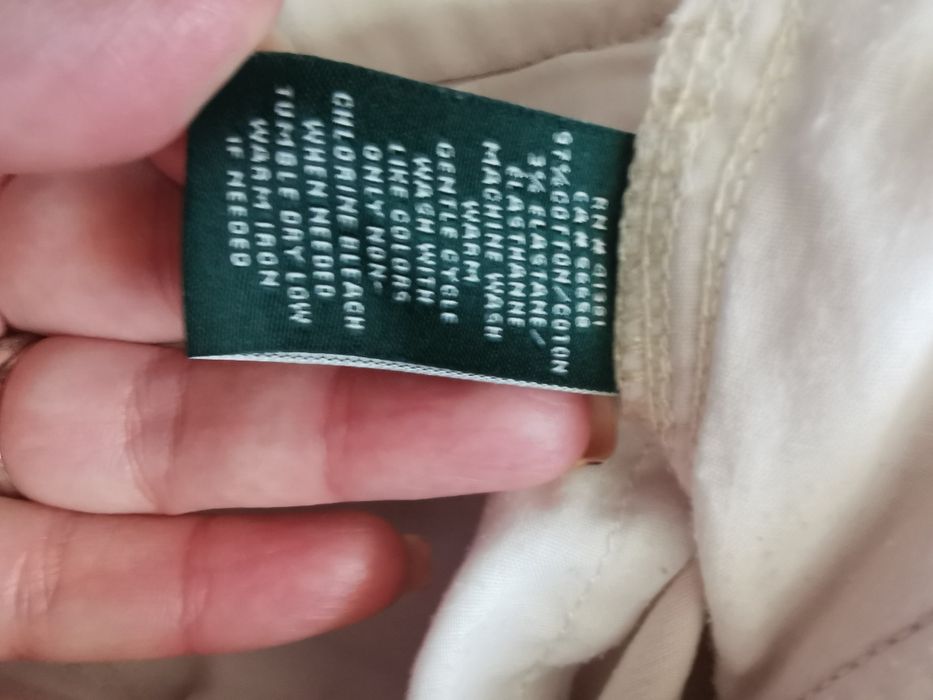 RN# 41381
CA# 56668
97% COTTON/COTON
3% ELASTANE/
ELASTHANNE
MACHINE WASH
WARM
GENTLE CYCLE
WASH WITH
LIKE COLORS
ONLY NON-
CHLORINE BLEACH
WHEN NEEDED
TUMBLE DRY LOW
WARM IRON
IF NEEDED